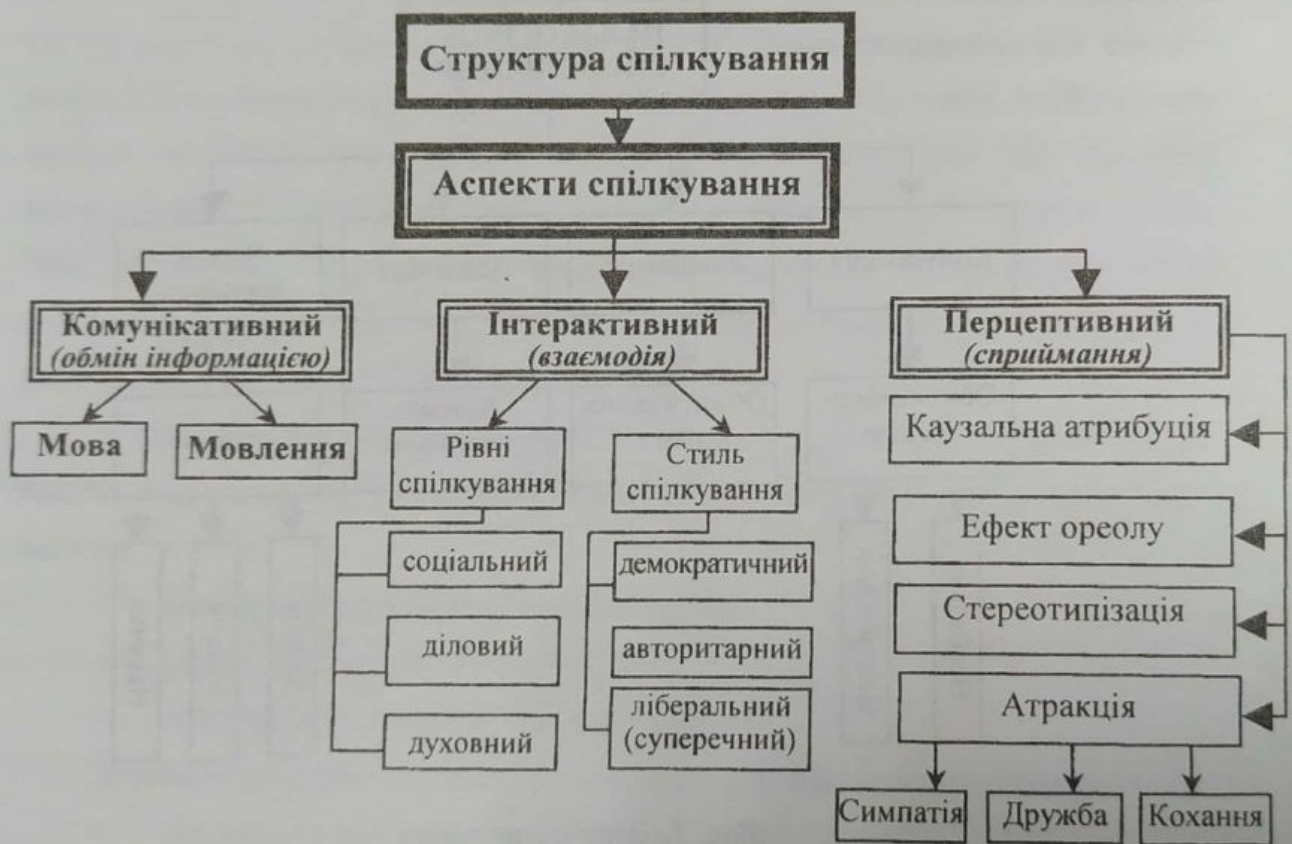 Структура спілкування
Аспекти спілкування
Комунікативний
(обмін інформацією)
Мова
Мовлення
Інтерактивний
(взаємодія)
Рівні
спілкування
соціальний
діловий
духовний
Стиль
спілкування
демократичний
авторитарний
ліберальний
(суперечний)
Перцептивний
(сприймання)
Каузальна атрибуція
Ефект ореолу
Стереотипізація
Атракція
Симпатія
Дружба
Кохання